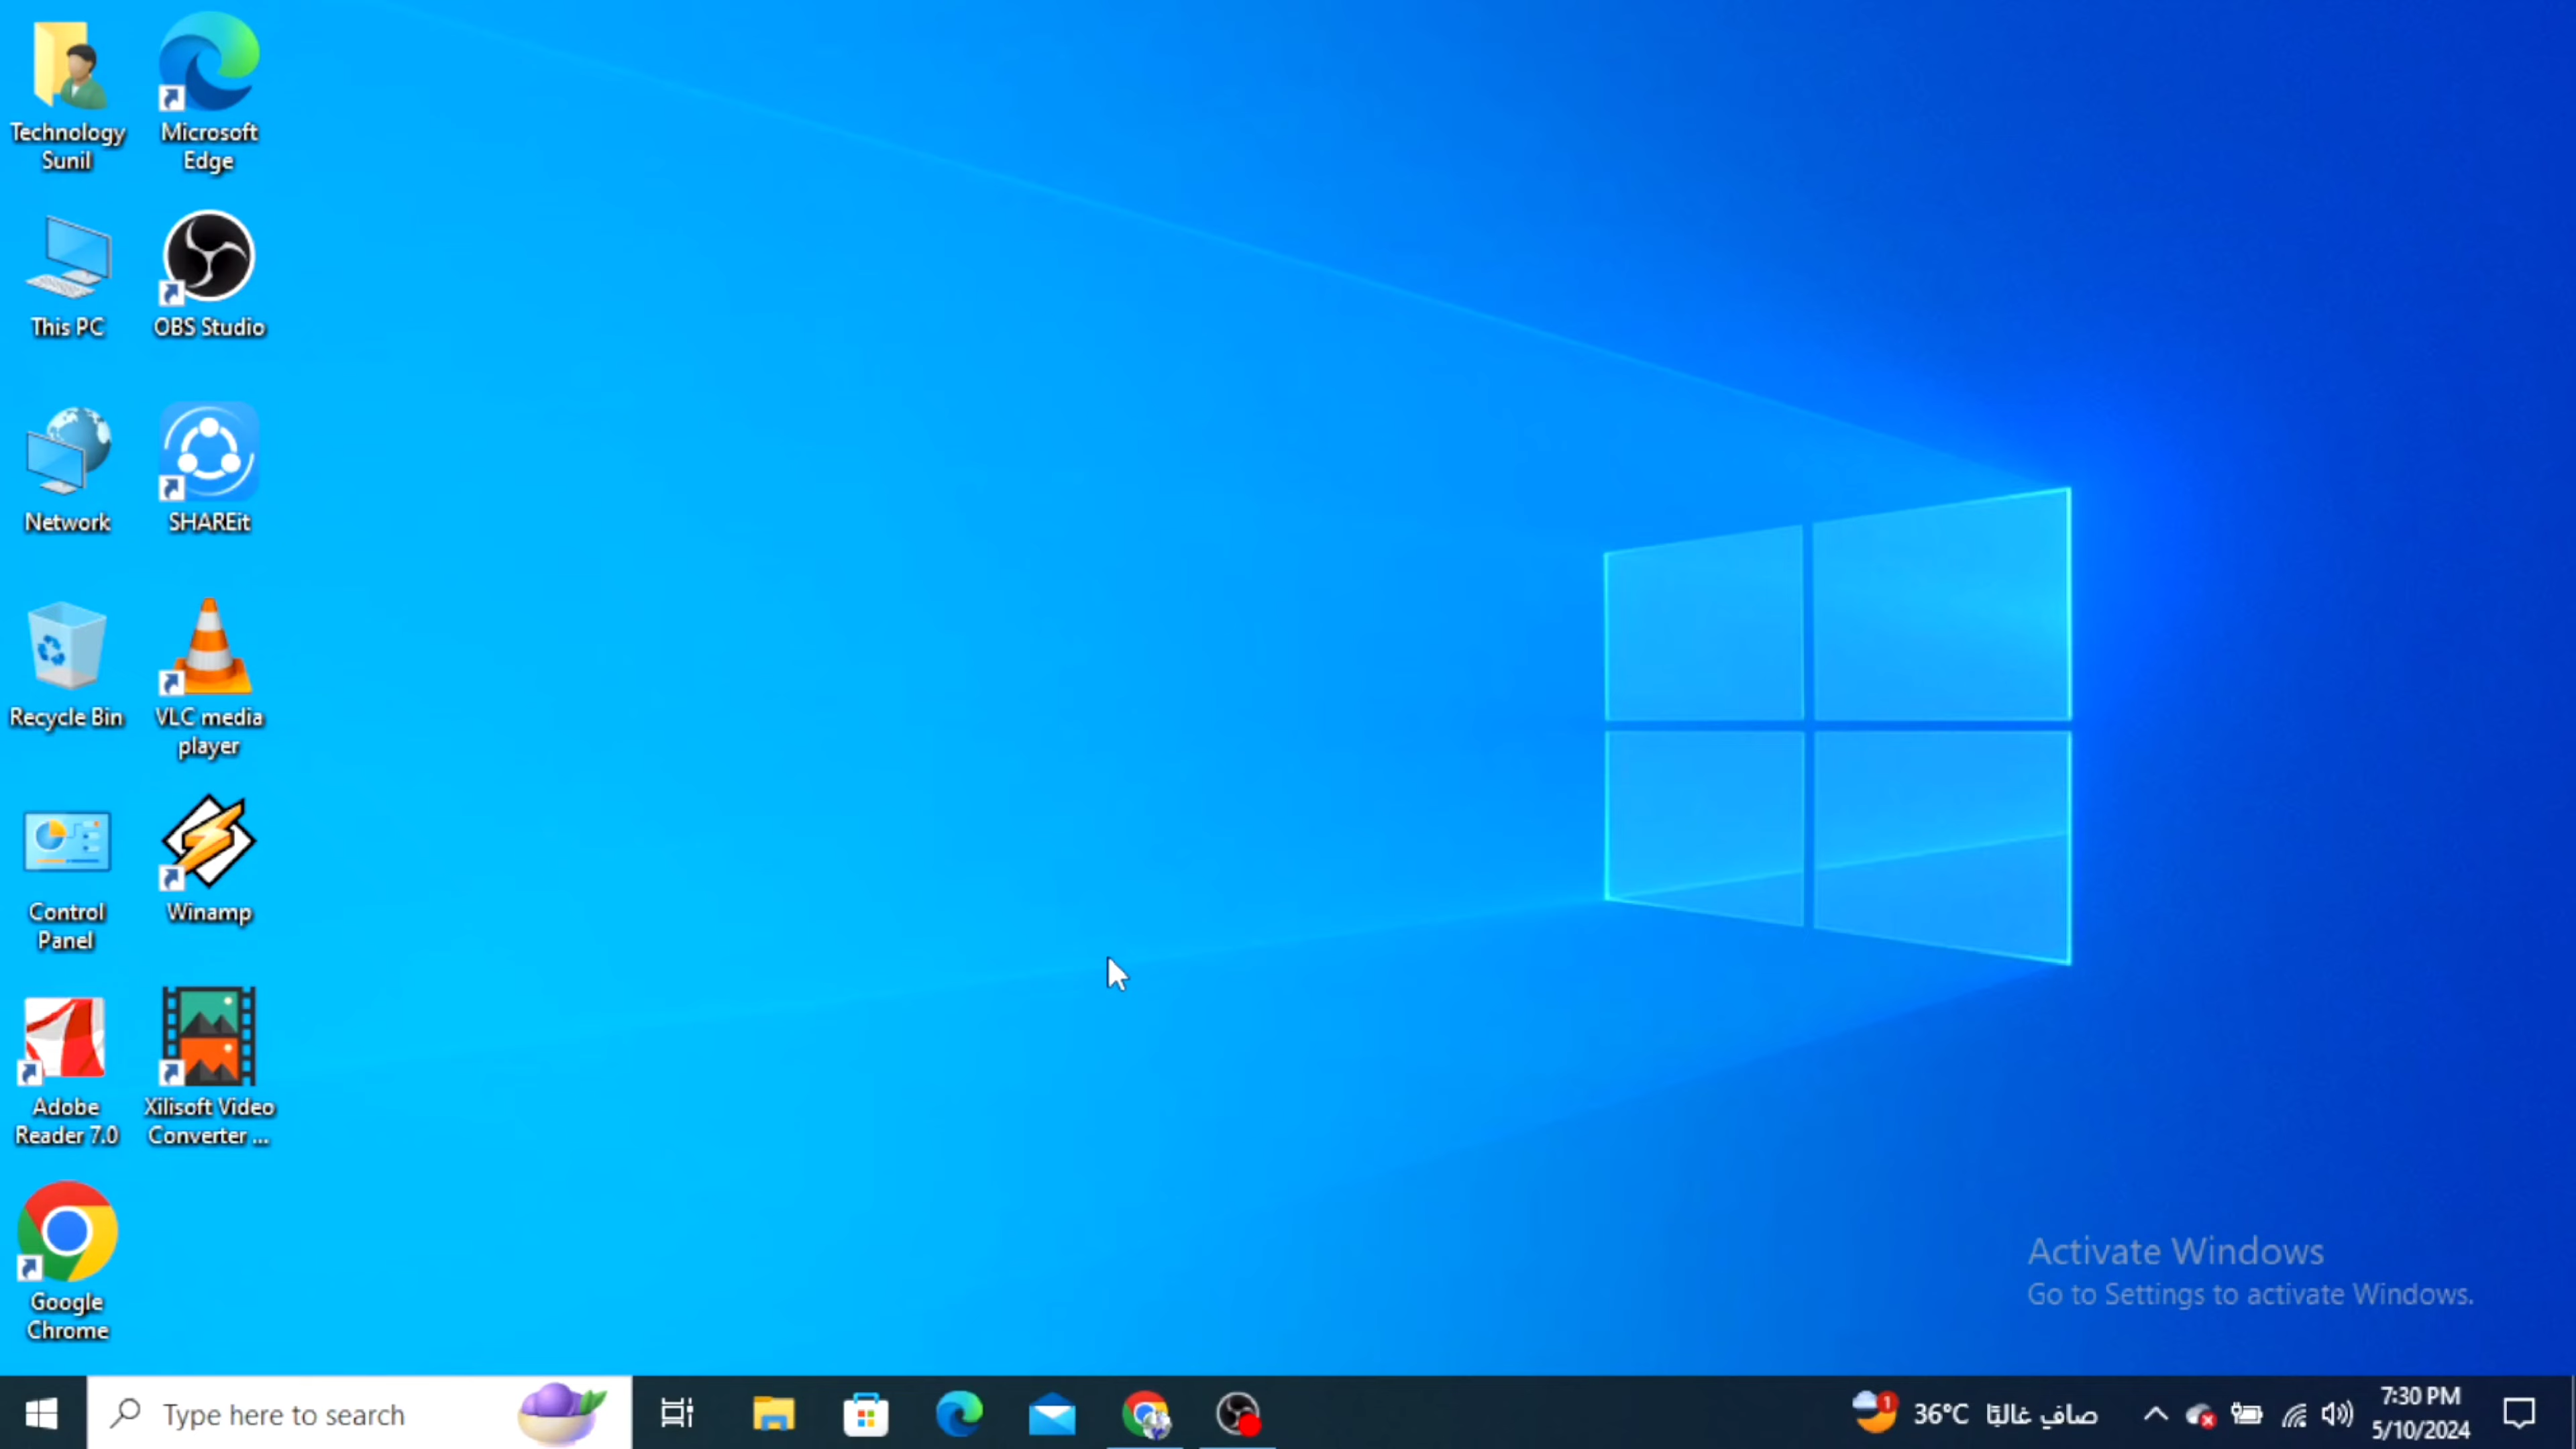 Technology
Sunil
Microsoft
Edge
This PC
OBS Studio
Network
SHAREit
Recycle Bin
VLC media
player
Control
Panel
Winamp
Adobe
Reader 7.0
Xilisoft Video
Converter ...
Google
Chrome
Activate Windows
Go to Settings to activate Windows.
Type here to search
1
36°C صافٍ غالبًا
7:30 PM
5/10/2024